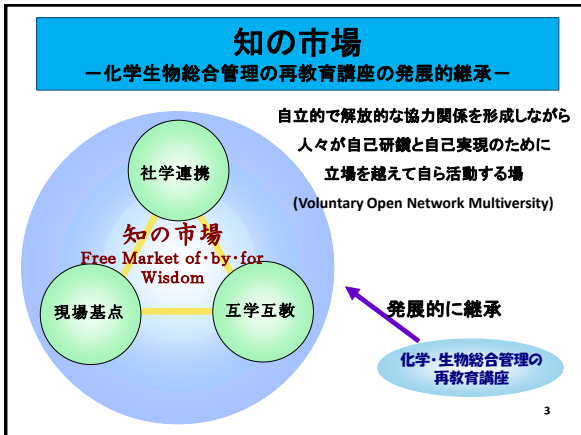 知の市場
－化学生物総合管理の再教育講座の発展的継承－
自立的で解放的な協力関係を形成しながら
人々が自己研鑽と自己実現のために
立場を越えて自ら活動する場
(Voluntary Open Network Multiversity)
社学連携
知の市場
Free Market of・by・for
Wisdom
現場基点
互学互教
発展的に継承
化学・生物総合管理の
再教育講座
3